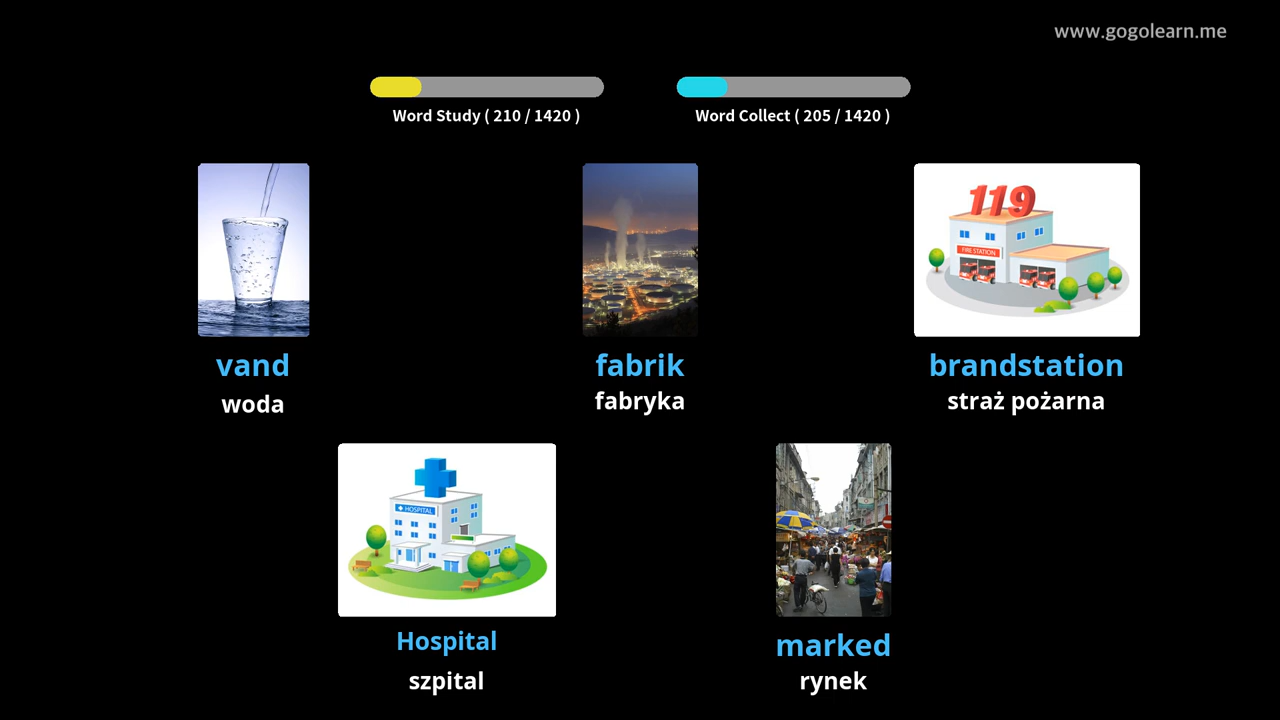 www.gogolearn.me
Word Study ( 210 / 1420 )
Word Collect ( 205 / 1420 )
119
FIRE STATION
vand
fabrik
brandstation
woda
fabryka
straż pożarna
HOSPITAL
Hospital
marked
szpital
rynek